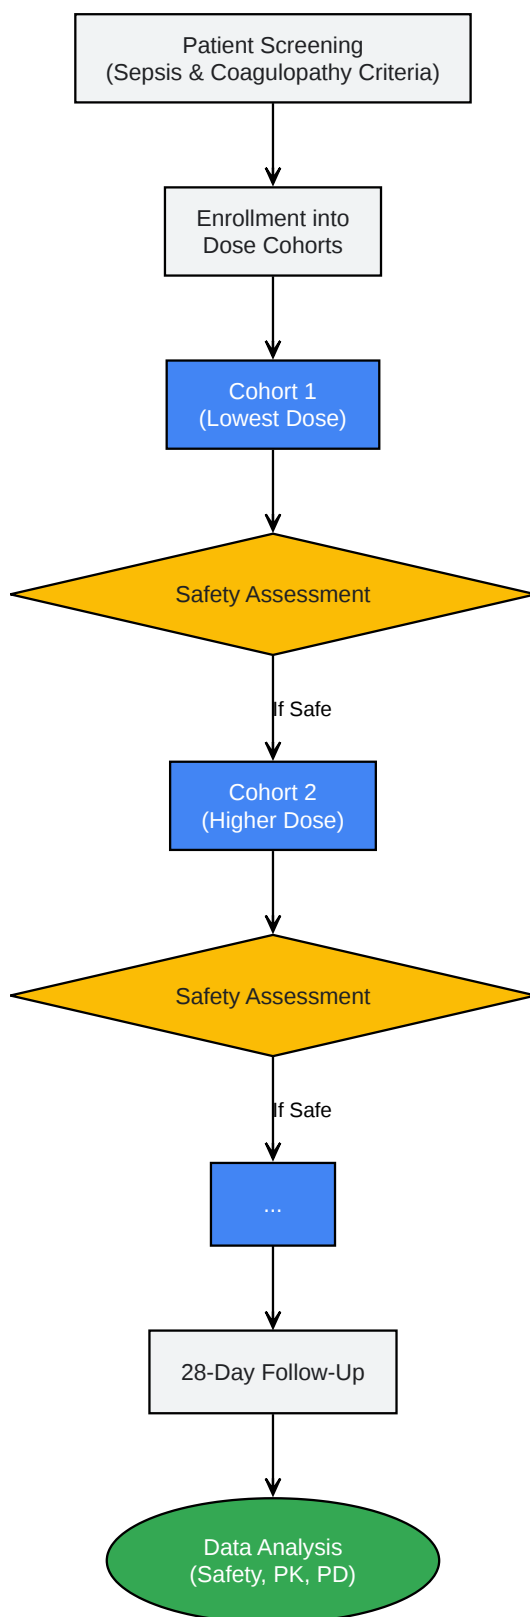 Patient Screening
(Sepsis & Coagulopathy Criteria)
Enrollment into
Dose Cohorts
Cohort 1
(Lowest Dose)
Safety Assessment
If Safe
Cohort 2
(Higher Dose)
Safety Assessment
If Safe
...
28-Day Follow-Up
Data Analysis
(Safety, PK, PD)